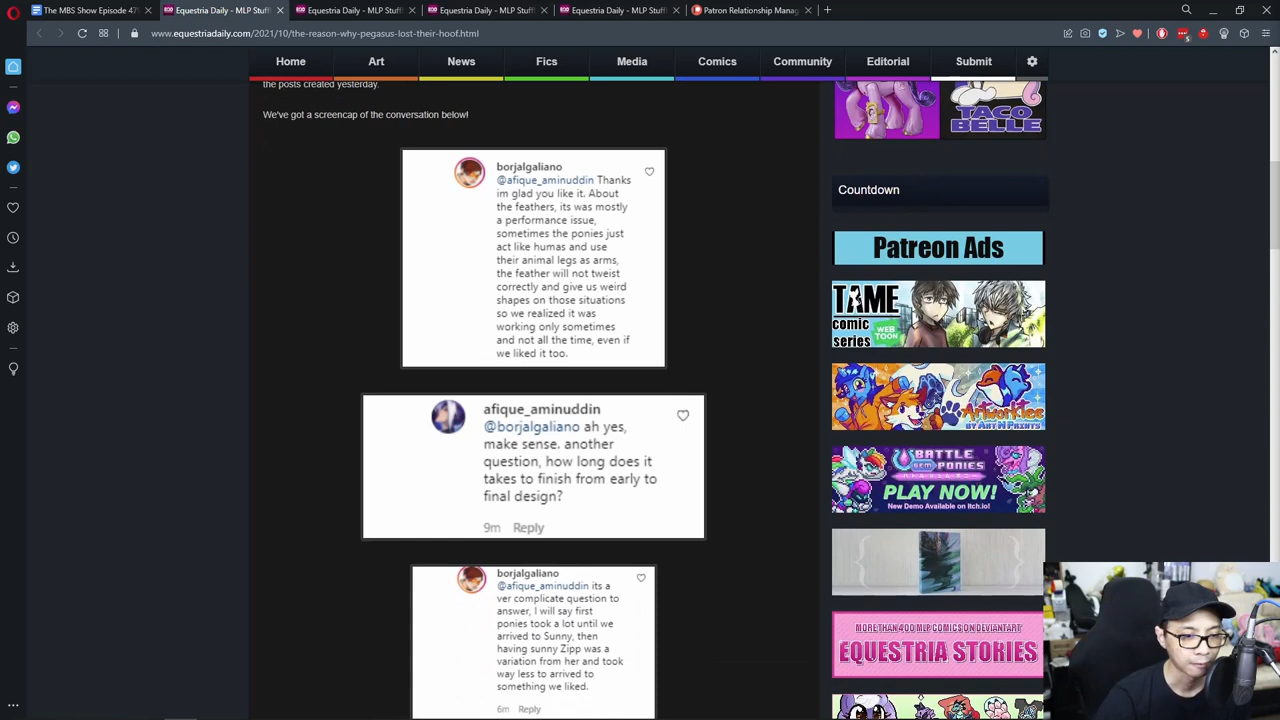 The MBS Show Episode 475
Equestria Daily - MLP Stuff
Equestria Daily - MLP Stuffi
Equestria Daily - MLP Stuffi
Equestria Daily - MLP Stuffi
Patron Relationship Manag
www.equestriadaily.com/2021/10/the-reason-why-pegasus-lost-their-hoof.html
Home
Art
News
Fics
Media
Comics
Community
Editorial
Submit
the posts created yesterday.
We've got a screencap of the conversation below!
borjalgaliano
@afique_aminuddin Thanks
im glad you like it. About
the feathers, its was mostly
a performance issue,
sometimes the ponies just
act like humas and use
their animal legs as arms,
the feather will not tweist
correctly and give us weird
shapes on those situations
so we realized it was
working only sometimes
and not all the time, even if
we liked it too.
afique_aminuddin
@borjalgaliano ah yes,
make sense. another
question, how long does it
takes to finish from early to
final design?
9m Reply
borjalgaliano
@afique_aminuddin its a
ver complicate question to
answer, I will say first
ponies took a lot until we
arrived to Sunny, then
having sunny Zipp was a
variation from her and took
way less to arrived to
something we liked.
6m Reply
TACO
BELLE
Countdown
Patreon Ads
TAME
comic
series
WEB
TOON
Artworktee
BY ART N PRINTS
BATTLE
GEM PONIES
PLAY NOW!
New Demo Available on Itch.io!
MORE THAN 400 MLP COMICS ON DEVIANTART
EQUESTRIA STORIES